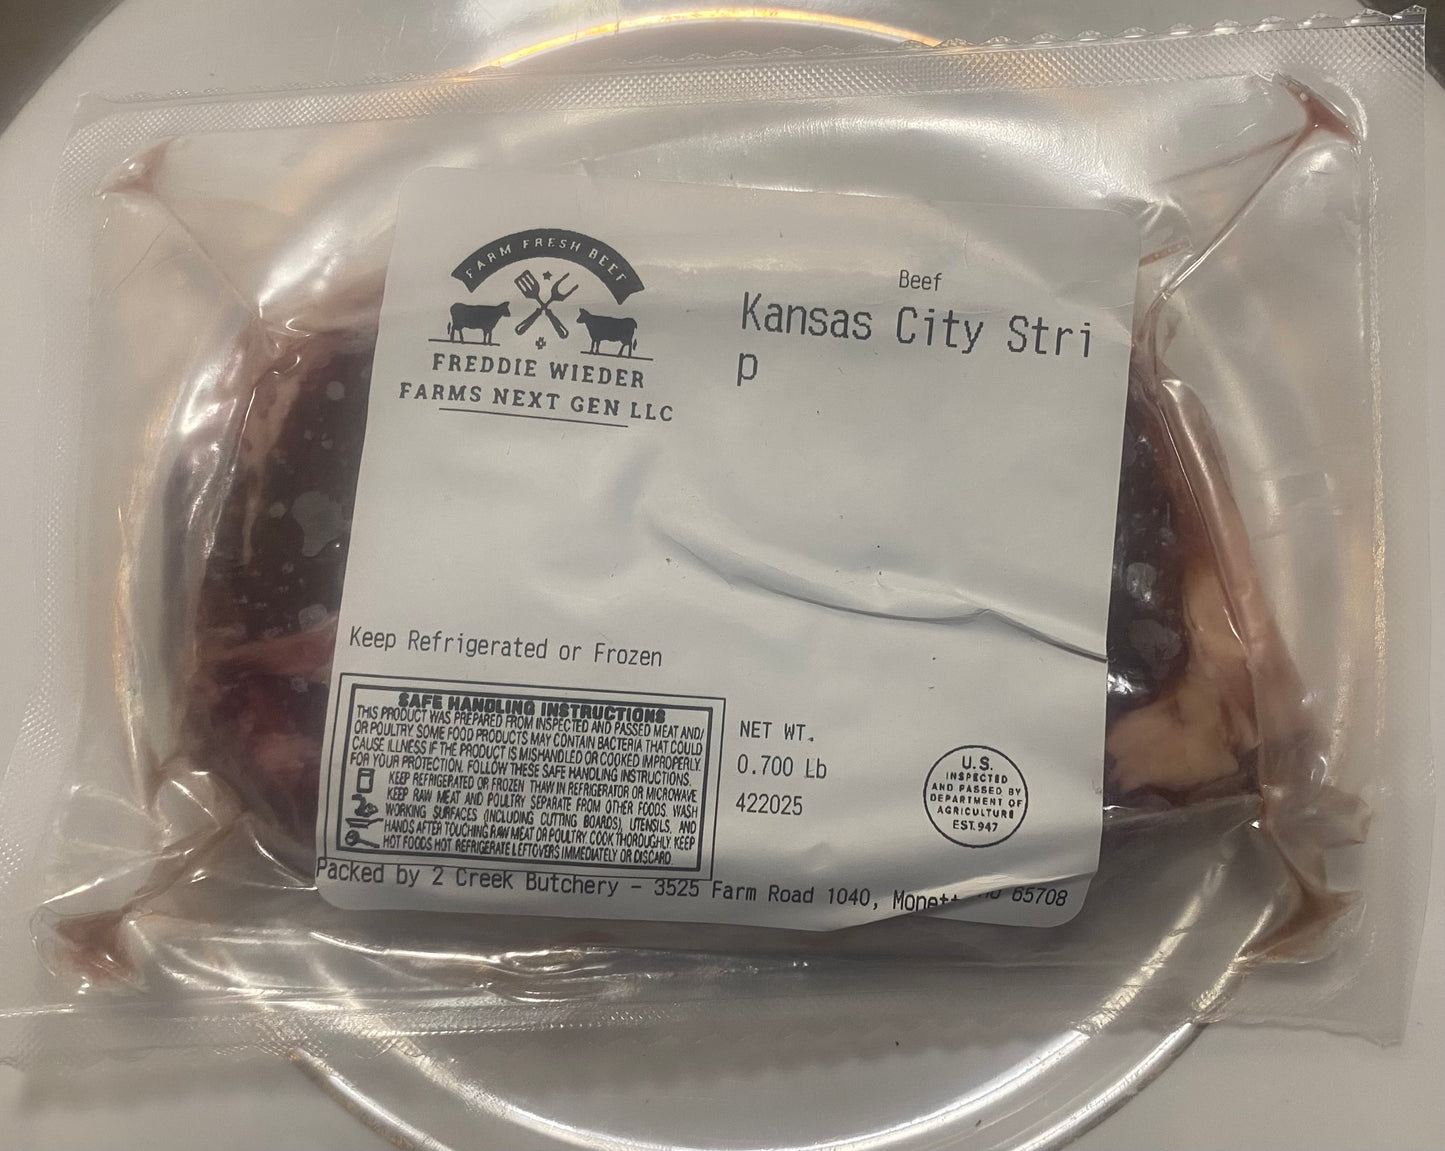 FARM FRESH BEEF
FREDDIE WIEDER
FARMS NEXT GEN LLC
Beef
Kansas City Stri
p
Keep Refrigerated or Frozen
SAFE HANDLING INSTRUCTIONS
THIS PRODUCT WAS PREPARED FROM INSPECTED AND PASSED MEAT AND/
OR POULTRY. SOME FOOD PRODUCTS MAY CONTAIN BACTERIA THAT COULD
CAUSE ILLNESS IF THE PRODUCT IS MISHANDLED OR COOKED IMPROPERLY.
FOR YOUR PROTECTION, FOLLOW THESE SAFE HANDLING INSTRUCTIONS.
KEEP REFRIGERATED OR FROZEN. THAW IN REFRIGERATOR OR MICROWAVE.
KEEP RAW MEAT AND POULTRY SEPARATE FROM OTHER FOODS. WASH
WORKING SURFACES (INCLUDING CUTTING BOARDS), UTENSILS, AND
HANDS AFTER TOUCHING RAW MEAT OR POULTRY. COOK THOROUGHLY. KEEP
HOT FOODS HOT. REFRIGERATE LEFTOVERS IMMEDIATELY OR DISCARD.
NET WT.
0.700 Lb
422025
U.S.
INSPECTED
AND PASSED BY
DEPARTMENT OF
AGRICULTURE
EST.947
Packed by 2 Creek Butchery - 3525 Farm Road 1040, 65708